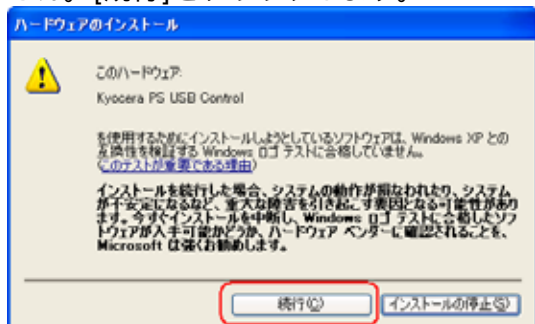 ハードウェアのインストール
このハードウェア:
Kyocera PS USB Control
を使用するためにインストールしようとしているソフトウェアは、Windows XP との
互換性を検証する Windows ロゴ テストに合格していません。
(このテストが重要である理由)
インストールを続行した場合、システムの動作が損なわれたり、システム
が不安定になるなど、重大な障害を引き起こす要因となる可能性があり
ます。今すぐインストールを中断し、Windows ロゴ テストに合格したソフ
トウェアが入手可能かどうか、ハードウェア ベンダーに確認されることを、
Microsoft は強くお勧めします。
続行(C)
インストールの停止(S)